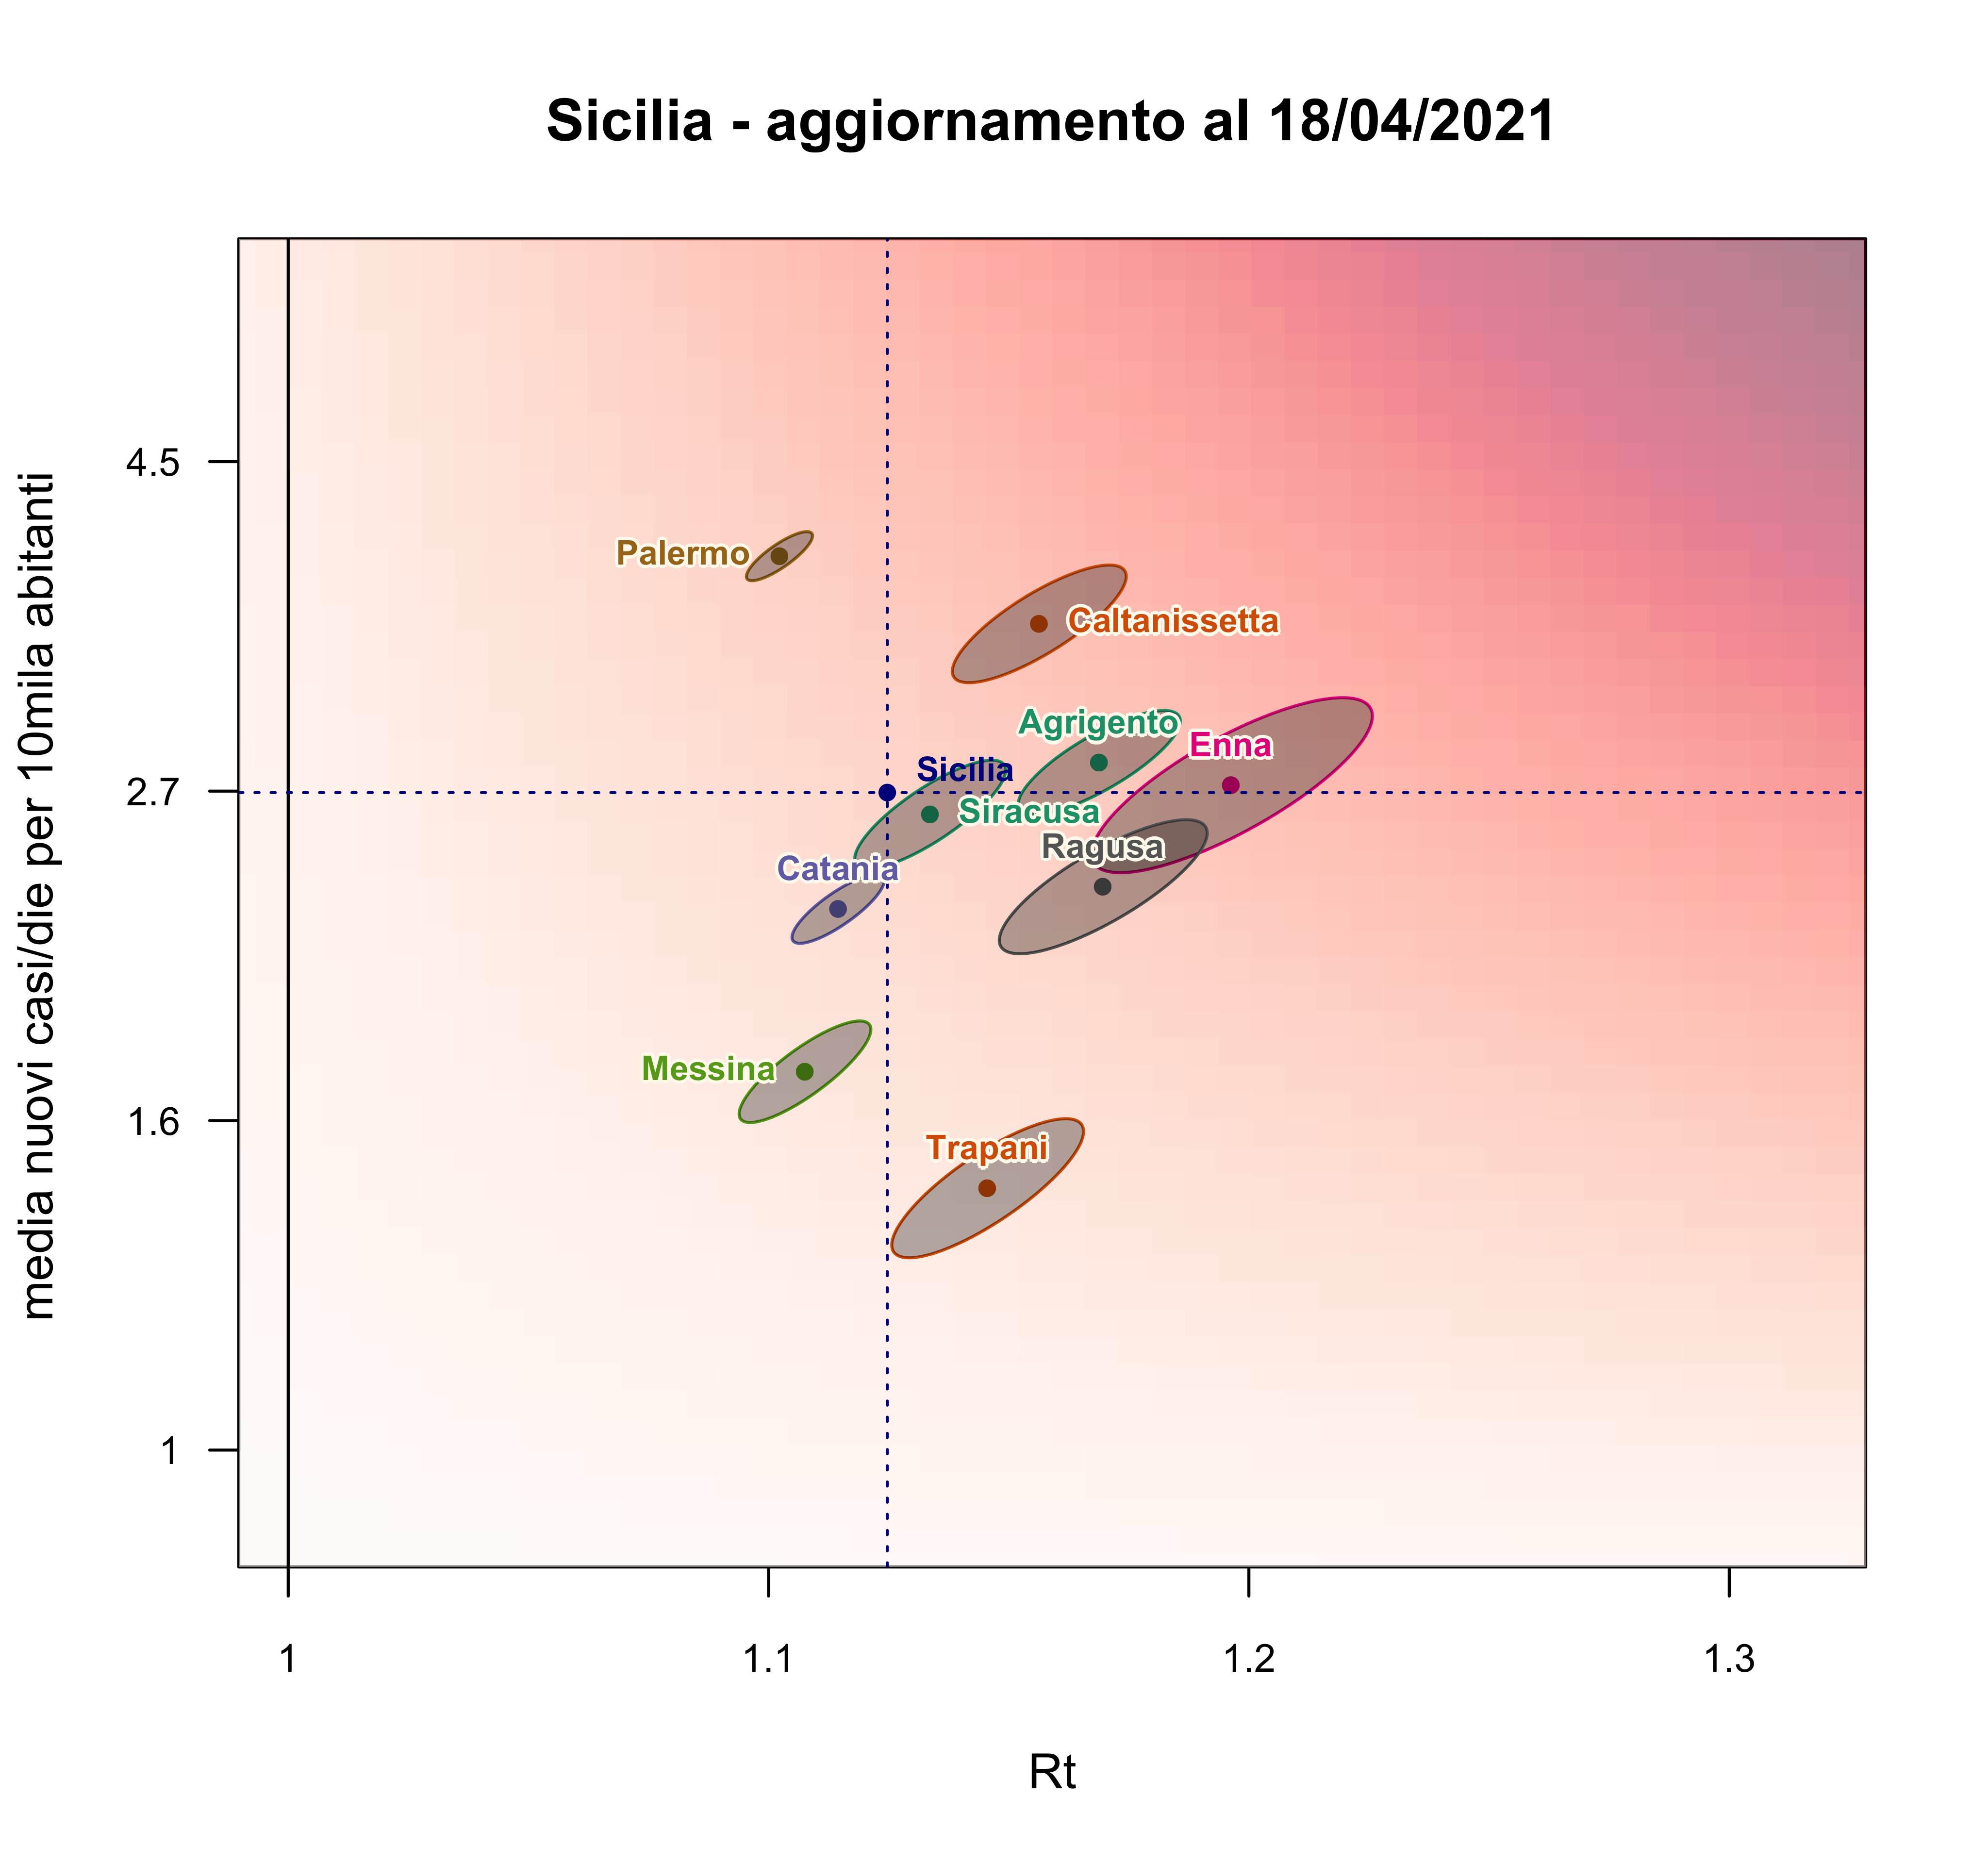 Sicilia - aggiornamento al 18/04/2021
media nuovi casi/die per 10mila abitanti
4.5
2.7
1.6
1
Palermo
Caltanissetta
Agrigento
Enna
Sicilia
Siracusa
Ragusa
Catania
Messina
Trapani
1
1.1
1.2
1.3
Rt